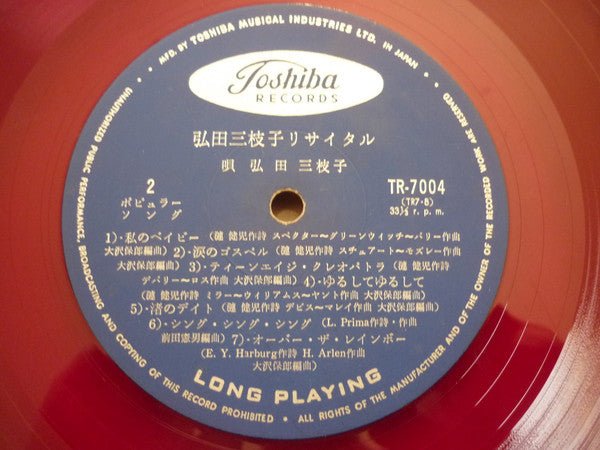 MFG. BY TOSHIBA MUSICAL INDUSTRIES LTD. IN JAPAN
Toshiba
RECORDS
弘田三枝子リサイタル
唄 弘田 三枝子
2
ポピュラー
ソング
TR-7004
(TR7-8)
33⅓ r. p. m.
1)・私のベイビー(漣 健児作詩 スペクター〜グリーンウィッチ〜バリー作曲
大沢保郎編曲) 2)・涙のゴスペル(漣 健児作詩 スチュアート〜モズレー作曲
大沢保郎編曲) 3)・ティーンエイジ・クレオパトラ(漣 健児作詩
デバリー〜ロス作曲 大沢保郎編曲) 4)・ゆるしてゆるして
(漣 健児作詩 ミラー〜ウィリアムス〜ヤント作曲 大沢保郎編曲)
5)・渚のデイト(漣 健児作詩 デビス〜マレイ作曲 大沢保郎編曲)
6)・シング・シング・シング (L. Prima作詩・作曲
前田憲男編曲) 7)・オーバー・ザ・レインボー
(E. Y. Harburg作詩 H. Arlen作曲
大沢保郎編曲)
LONG PLAYING
UNAUTHORIZED PUBLIC PERFORMANCE, BROADCASTING AND COPYING OF THIS RECORD PROHIBITED • ALL RIGHTS OF THE MANUFACTURER AND OF THE OWNER OF THE RECORDED WORK ARE RESERVED